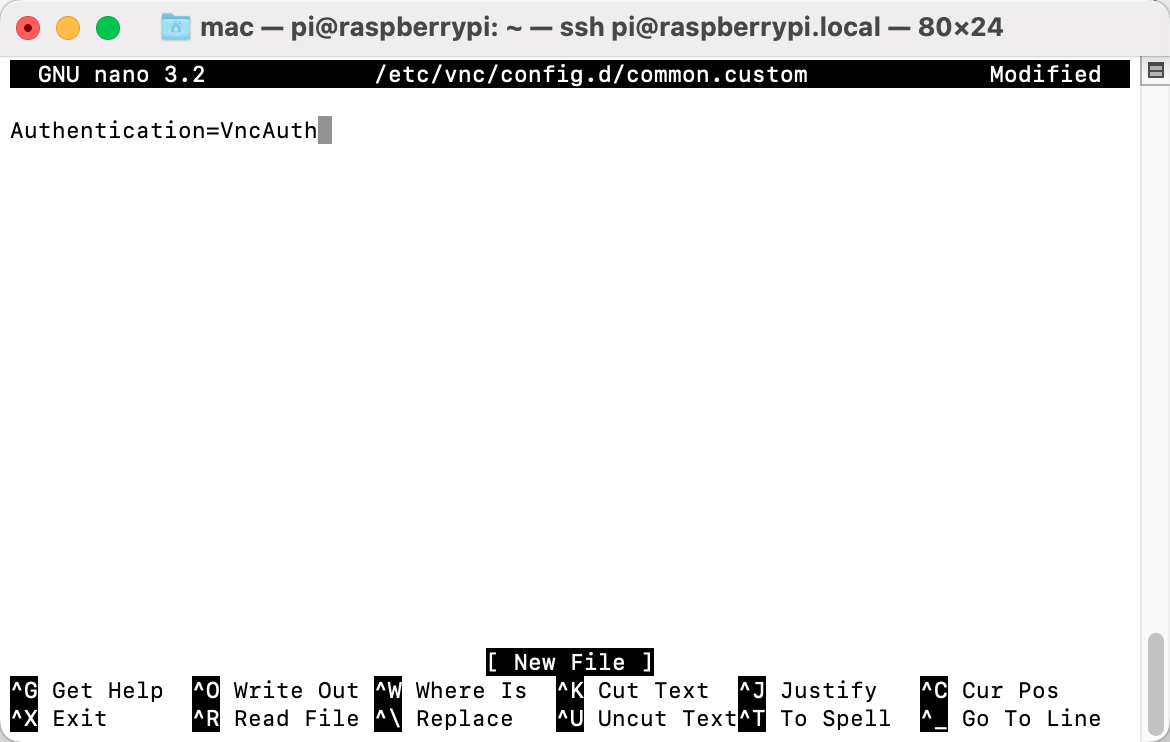 mac — pi@raspberrypi: ~ — ssh pi@raspberrypi.local — 80×24
GNU nano 3.2 /etc/vnc/config.d/common.custom Modified
Authentication=VncAuth
[ New File ]
^G Get Help ^O Write Out ^W Where Is ^K Cut Text ^J Justify ^C Cur Pos
^X Exit ^R Read File ^\ Replace ^U Uncut Text ^T To Spell ^_ Go To Line